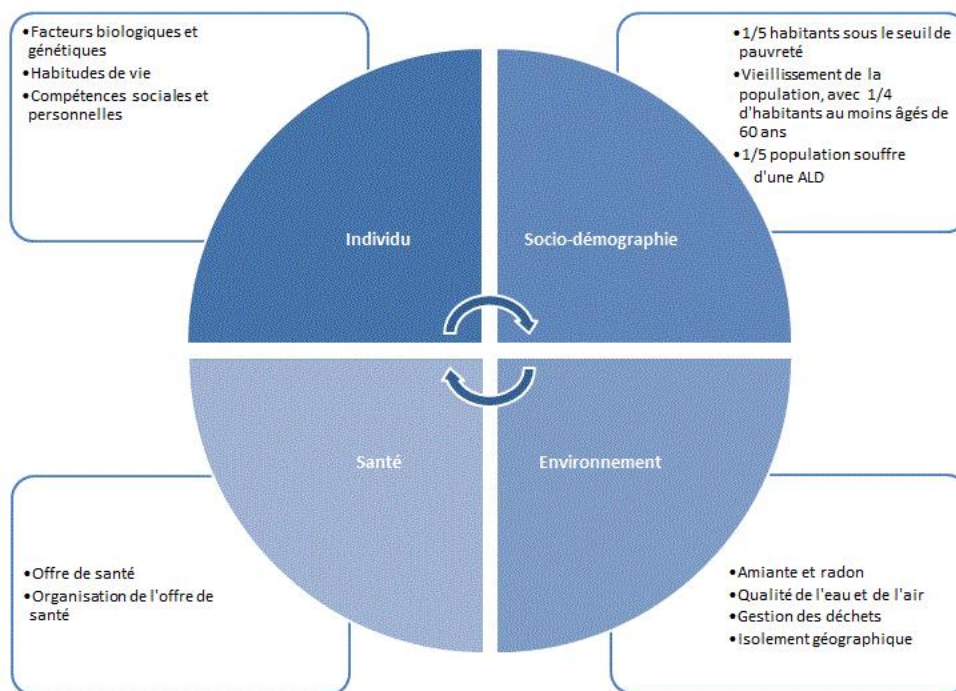 •Facteurs biologiques et
génétiques
•Habitudes de vie
•Compétences sociales et
personnelles
•1/5 habitants sous le seuil de
pauvreté
•Vieillissement de la
population, avec 1/4
d'habitants au moins âgés de
60 ans
•1/5 population souffre
d'une ALD
Individu
Socio-démographie
Santé
Environnement
•Offre de santé
•Organisation de l'offre de
santé
•Amiante et radon
•Qualité de l'eau et de l'air
•Gestion des déchets
•Isolement géographique